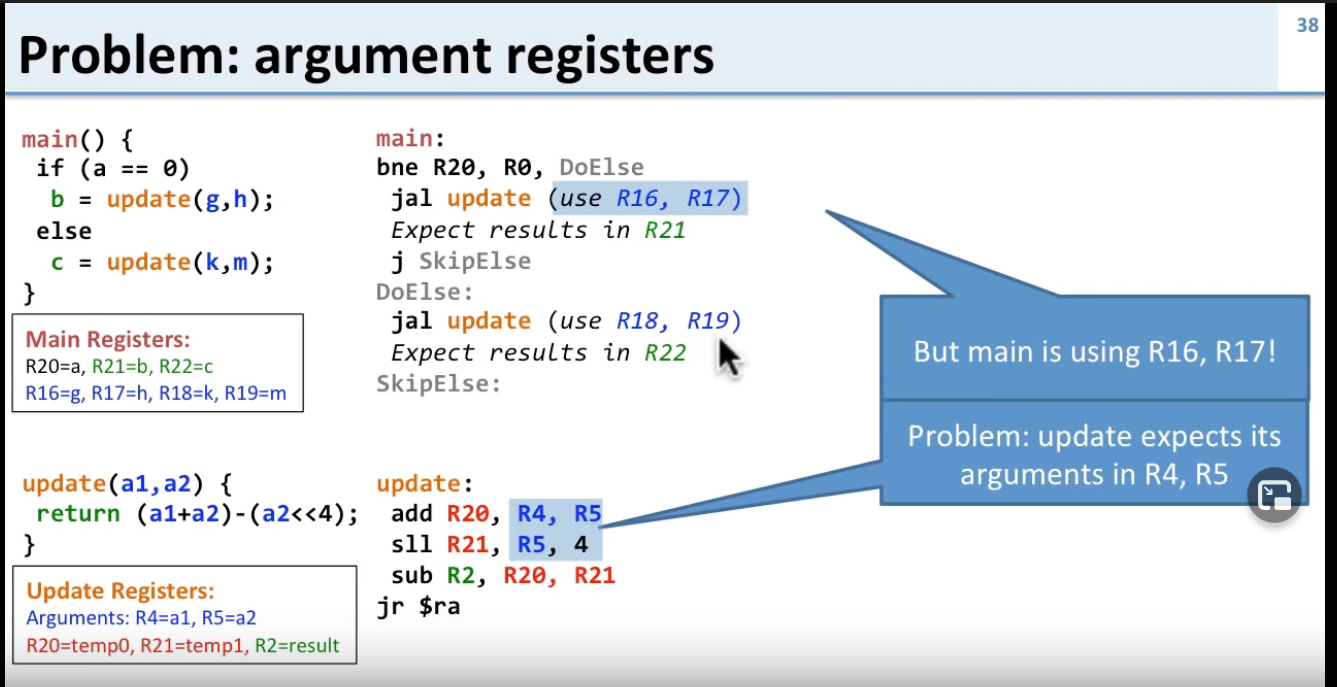 38
Problem: argument registers
main() {
if (a == 0)
b = update(g,h);
else
c = update(k,m);
}
Main Registers:
R20=a, R21=b, R22=c
R16=g, R17=h, R18=k, R19=m
main:
bne R20, R0, DoElse
jal update (use R16, R17)
Expect results in R21
j SkipElse
DoElse:
jal update (use R18, R19)
Expect results in R22
SkipElse:
But main is using R16, R17!
Problem: update expects its
arguments in R4, R5
update(a1,a2) {
return (a1+a2)-(a2<<4);
}
Update Registers:
Arguments: R4=a1, R5=a2
R20=temp0, R21=temp1, R2=result
update:
add R20, R4, R5
sll R21, R5, 4
sub R2, R20, R21
jr $ra